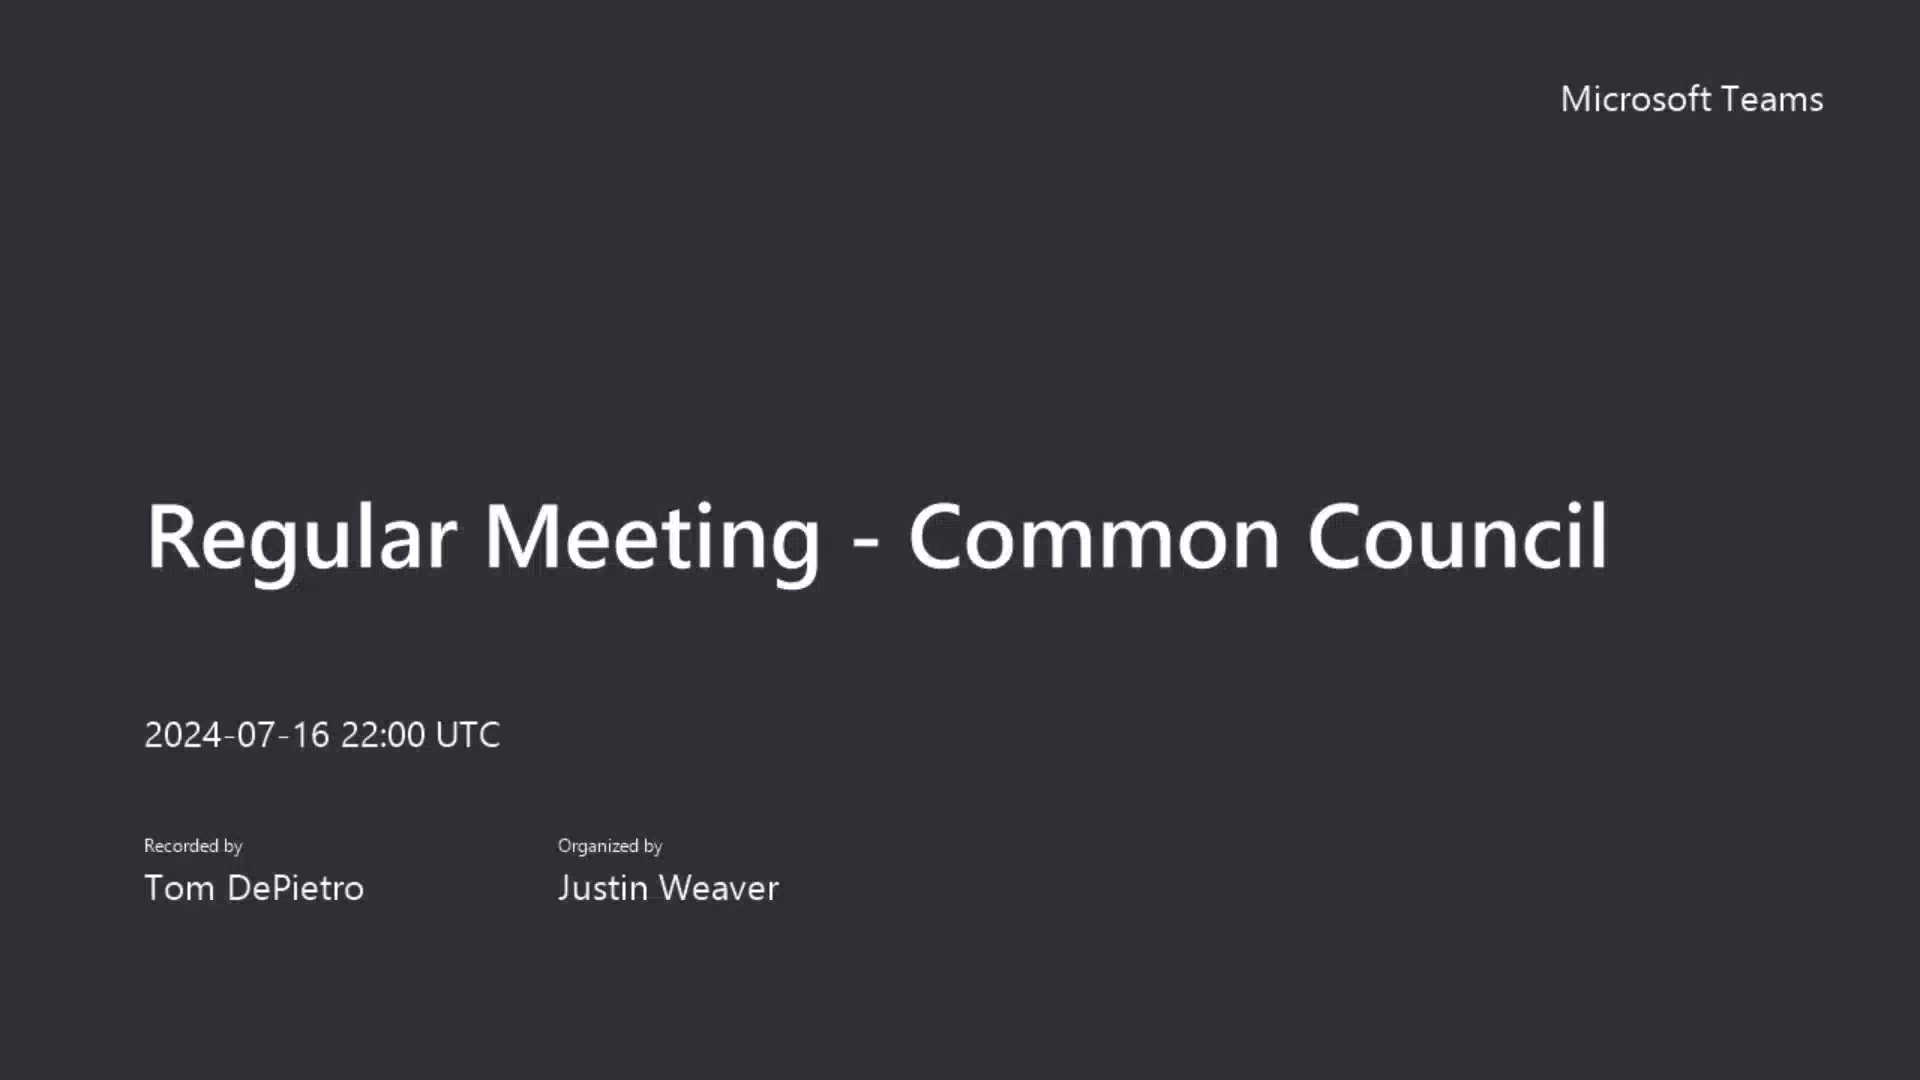 Microsoft Teams
Regular Meeting - Common Council
2024-07-16 22:00 UTC
Recorded by
Tom DePietro
Organized by
Justin Weaver